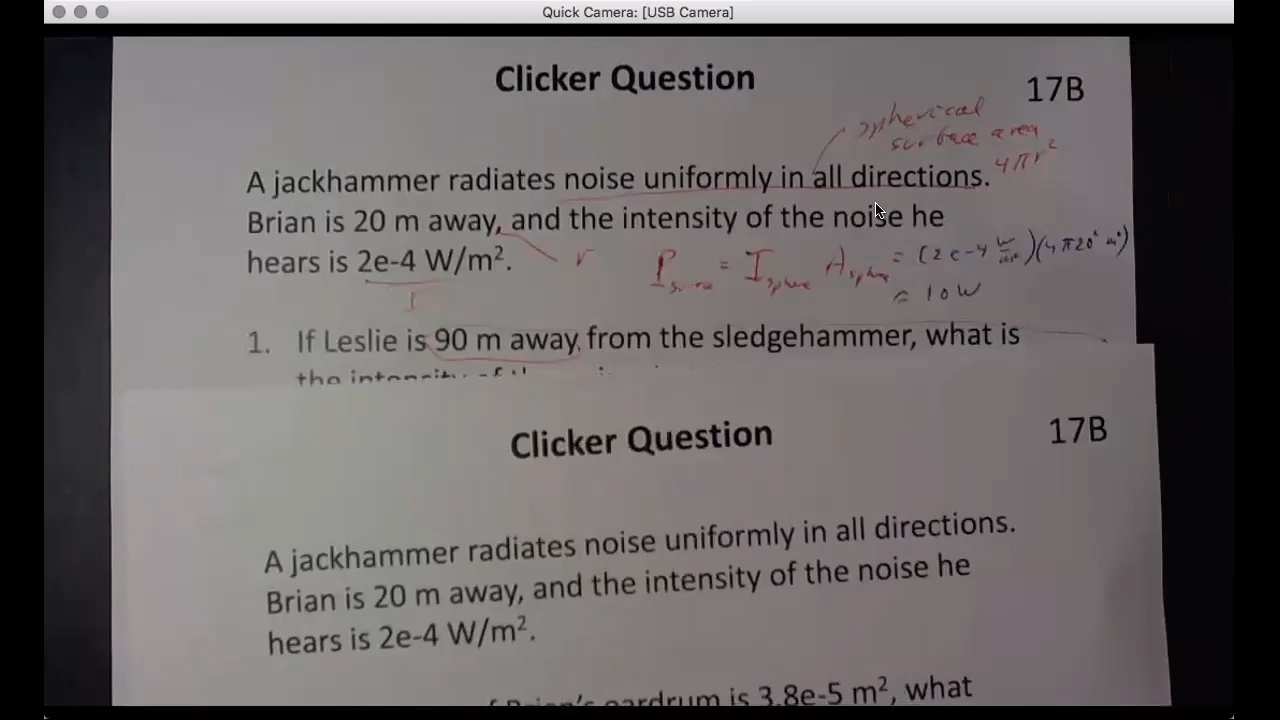 Quick Camera: [USB Camera]
Clicker Question
17B
spherical
surface area
4πr²
A jackhammer radiates noise uniformly in all directions.
Brian is 20 m away, and the intensity of the noise he
hears is 2e-4 W/m².
r
I
P = I A = (2e-4 W/m²)(4π20² m²)
≈ 10W
1. If Leslie is 90 m away from the sledgehammer, what is
the intensity of
Clicker Question
17B
A jackhammer radiates noise uniformly in all directions.
Brian is 20 m away, and the intensity of the noise he
hears is 2e-4 W/m².
eardrum is 3.8e-5 m², what